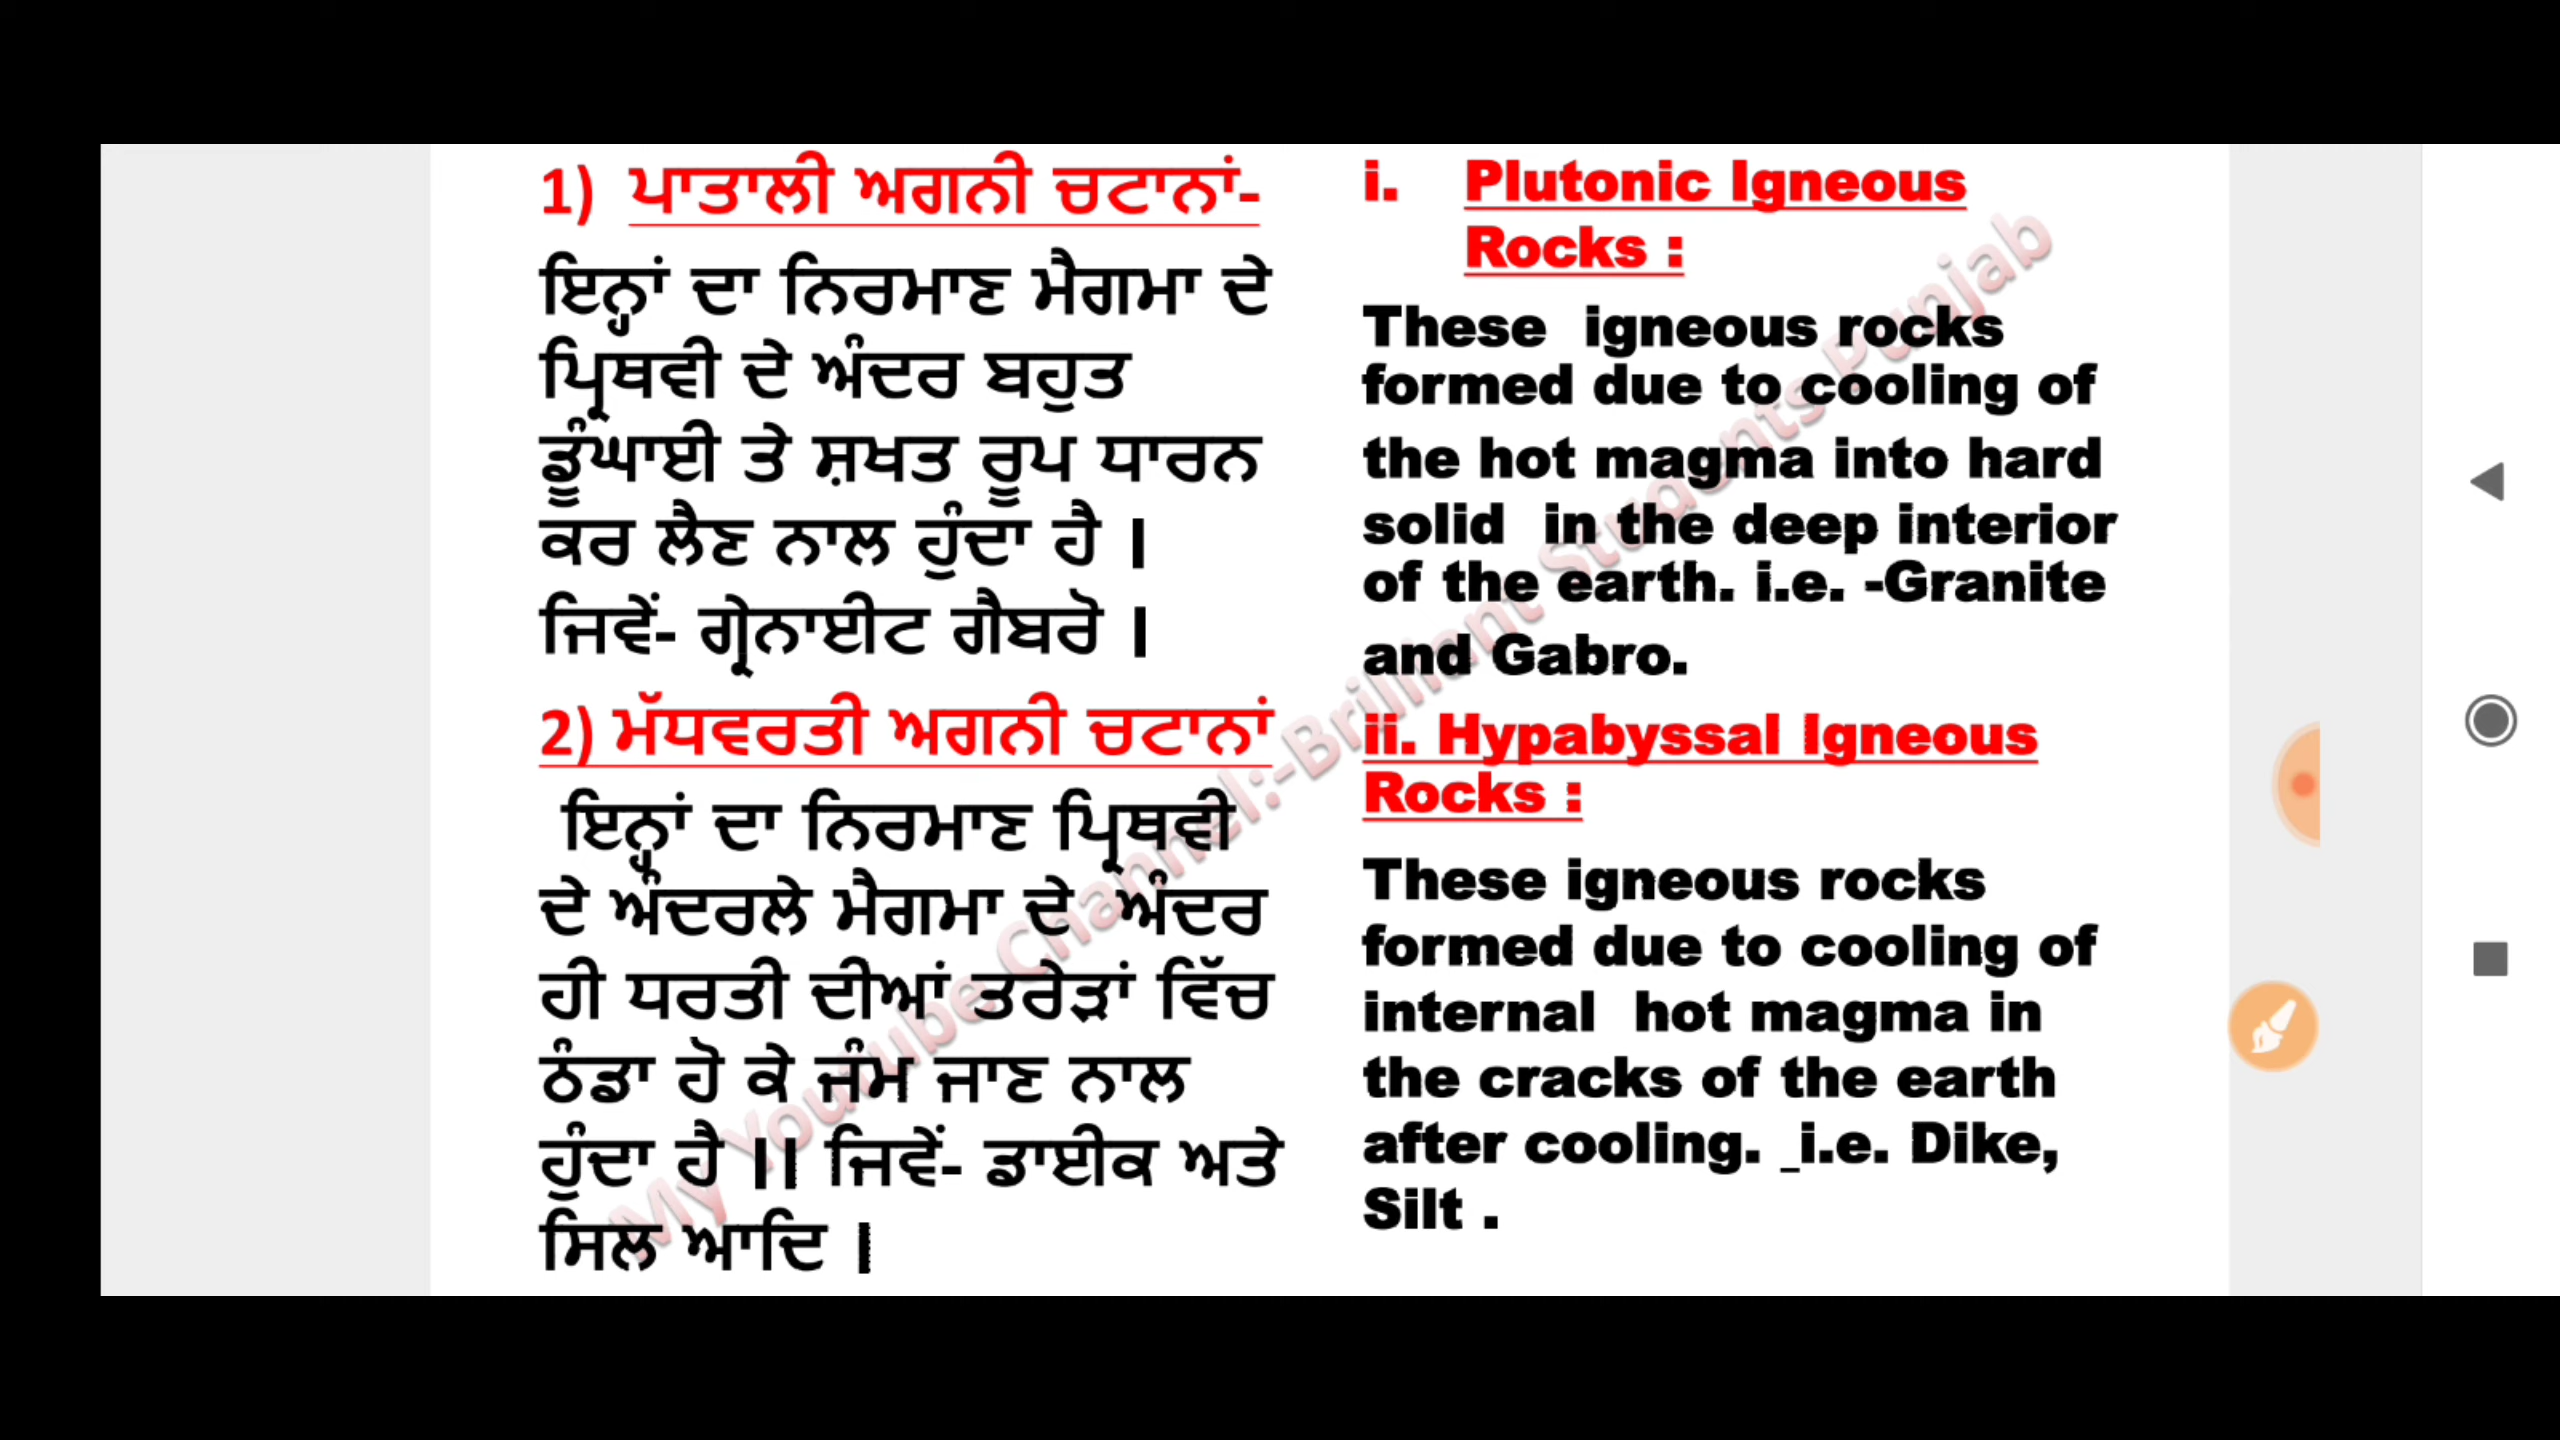 1) ਪਾਤਾਲੀ ਅਗਨੀ ਚਟਾਨਾਂ-
ਇਨ੍ਹਾਂ ਦਾ ਨਿਰਮਾਣ ਮੈਗਮਾ ਦੇ
ਪ੍ਰਿਥਵੀ ਦੇ ਅੰਦਰ ਬਹੁਤ
ਡੂੰਘਾਈ ਤੇ ਸ਼ਖਤ ਰੂਪ ਧਾਰਨ
ਕਰ ਲੈਣ ਨਾਲ ਹੁੰਦਾ ਹੈ |
ਜਿਵੇਂ- ਗ੍ਰੇਨਾਈਟ ਗੈਬਰੋ |
2) ਮੱਧਵਰਤੀ ਅਗਨੀ ਚਟਾਨਾਂ
ਇਨ੍ਹਾਂ ਦਾ ਨਿਰਮਾਣ ਪ੍ਰਿਥਵੀ
ਦੇ ਅੰਦਰਲੇ ਮੈਗਮਾ ਦੇ ਅੰਦਰ
ਹੀ ਧਰਤੀ ਦੀਆਂ ਤਰੇੜਾਂ ਵਿੱਚ
ਠੰਡਾ ਹੋ ਕੇ ਜੰਮ ਜਾਣ ਨਾਲ
ਹੁੰਦਾ ਹੈ || ਜਿਵੇਂ- ਡਾਈਕ ਅਤੇ
ਸਿਲ ਆਦਿ |
i. Plutonic Igneous
Rocks :
These igneous rocks
formed due to cooling of
the hot magma into hard
solid in the deep interior
of the earth. i.e. -Granite
and Gabro.
ii. Hypabyssal Igneous
Rocks :
These igneous rocks
formed due to cooling of
internal hot magma in
the cracks of the earth
after cooling. _i.e. Dike,
Silt .
My Youtube Channel:-Brilliant Students Punjab